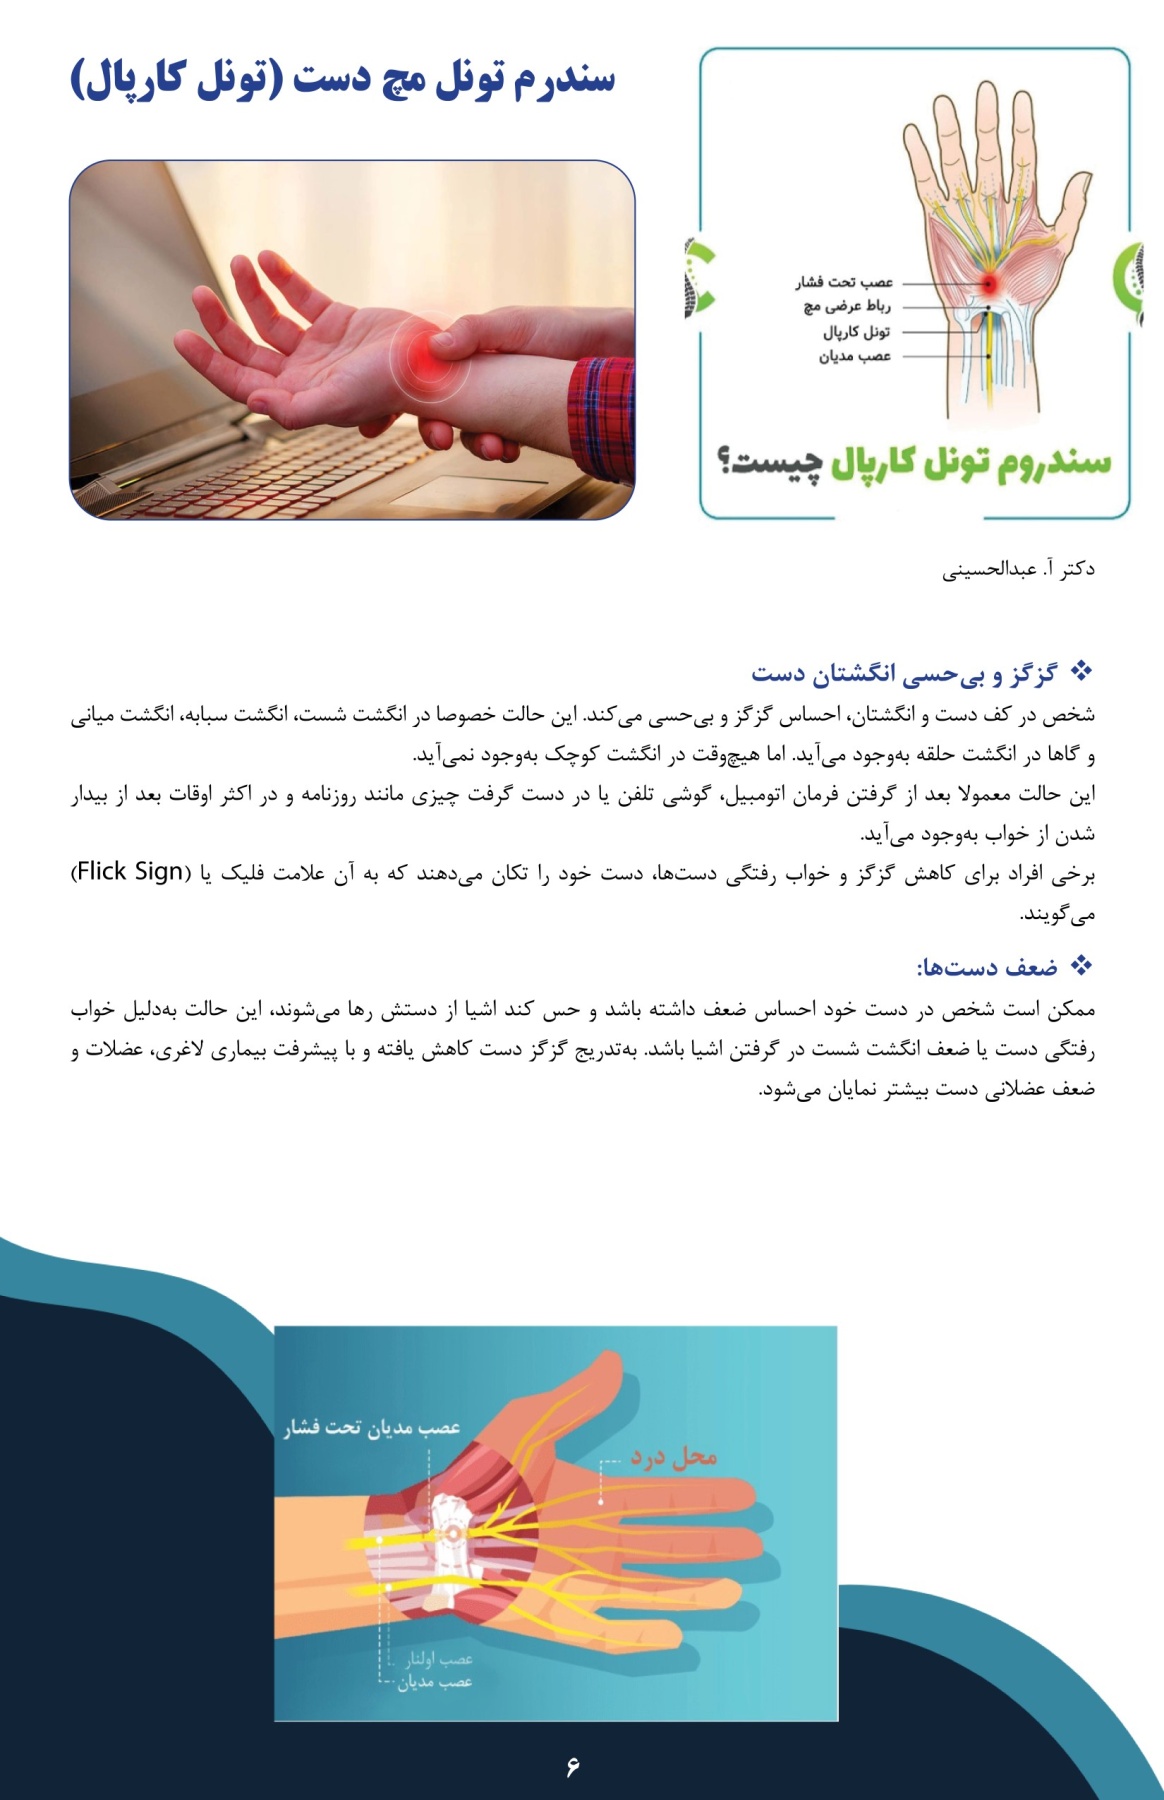 سندرم تونل مچ دست (تونل کارپال)
عصب تحت فشار
رباط عرضی مچ
تونل کارپال
عصب مدیان
سندروم تونل کارپال چیست؟
دکتر آ. عبدالحسینی
❖ گزگز و بی‌حسی انگشتان دست
شخص در کف دست و انگشتان، احساس گزگز و بی‌حسی می‌کند. این حالت خصوصا در انگشت شست، انگشت سبابه، انگشت میانی
و گاها در انگشت حلقه به‌وجود می‌آید. اما هیچ‌وقت در انگشت کوچک به‌وجود نمی‌آید.
این حالت معمولا بعد از گرفتن فرمان اتومبیل، گوشی تلفن یا در دست گرفت چیزی مانند روزنامه و در اکثر اوقات بعد از بیدار
شدن از خواب به‌وجود می‌آید.
برخی افراد برای کاهش گزگز و خواب رفتگی دست‌ها، دست خود را تکان می‌دهند که به آن علامت فلیک یا (Flick Sign)
می‌گویند.
❖ ضعف دست‌ها:
ممکن است شخص در دست خود احساس ضعف داشته باشد و حس کند اشیا از دستش رها می‌شوند، این حالت به‌دلیل خواب
رفتگی دست یا ضعف انگشت شست در گرفتن اشیا باشد. به‌تدریج گزگز دست کاهش یافته و با پیشرفت بیماری لاغری، عضلات و
ضعف عضلانی دست بیشتر نمایان می‌شود.
عصب مدیان تحت فشار
محل درد
عصب اولنار
عصب مدیان
۶